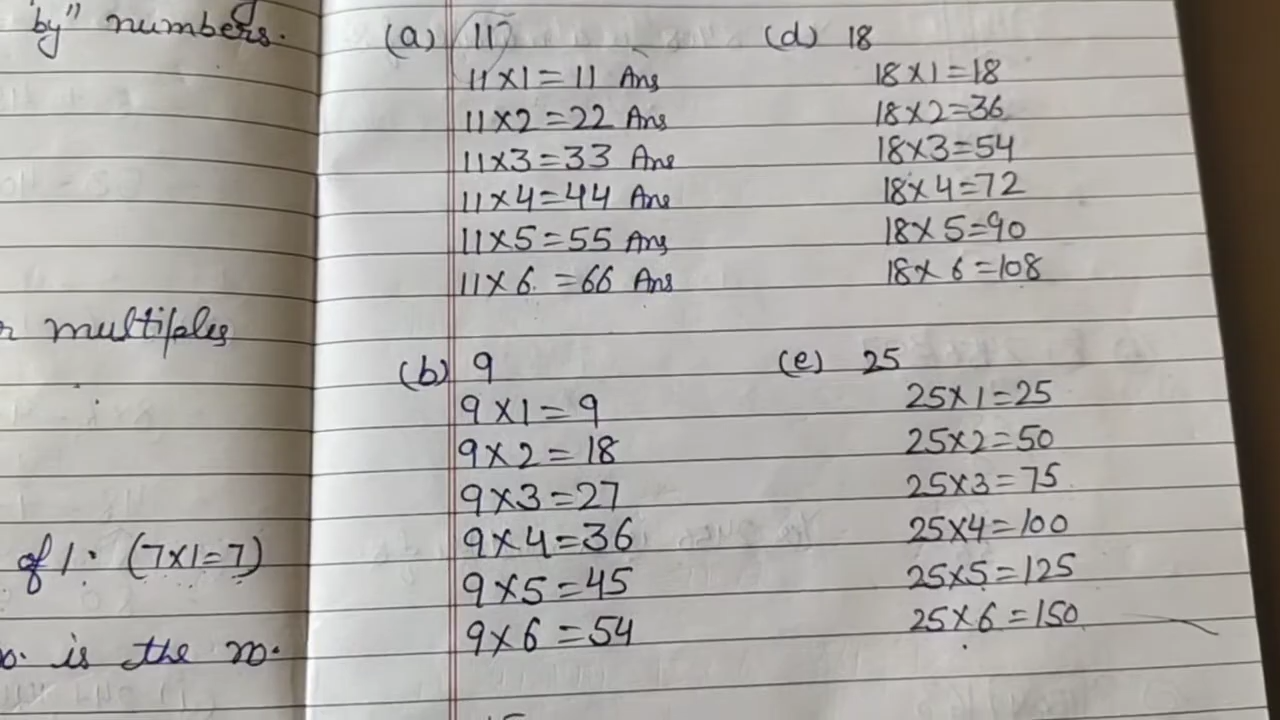 by" numbers.
multiples
of 1. (7×1=7)
is the no.
(a) 11
11×1=11 Ans
11×2=22 Ans
11×3=33 Ans
11×4=44 Ans
11×5=55 Ans
11×6.=66 Ans
(b) 9
9×1=9
9×2=18
9×3=27
9×4=36
9×5=45
9×6=54
(d) 18
18×1=18
18×2=36
18×3=54
18×4=72
18×5=90
18×6=108
(e) 25
25×1=25
25×2=50
25×3=75
25×4=100
25×5=125
25×6=150